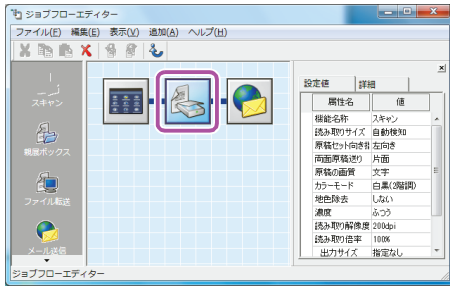 ジョブフローエディター
ファイル(F) 編集(E) 表示(V) 追加(A) ヘルプ(H)
スキャン
親展ボックス
ファイル転送
メール送信
設定値 詳細
属性名 値
機能名称 スキャン
読み取りサイズ 自動検知
原稿セット向き指 左向き
両面原稿送り 片面
原稿の画質 文字
カラーモード 白黒(2階調)
地色除去 しない
濃度 ふつう
読み取り解像度 200dpi
読み取り倍率 100%
出力サイズ 指定なし
ジョブフローエディター